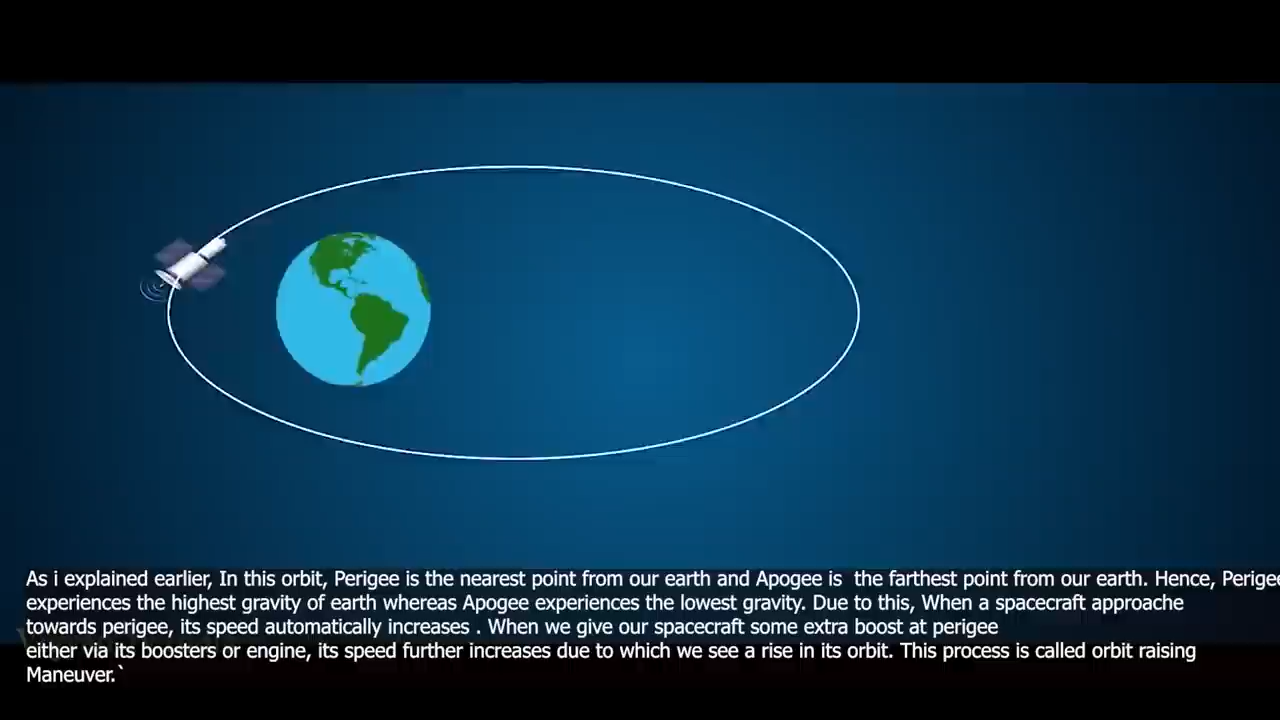 As i explained earlier, In this orbit, Perigee is the nearest point from our earth and Apogee is  the farthest point from our earth. Hence, Perigee
experiences the highest gravity of earth whereas Apogee experiences the lowest gravity. Due to this, When a spacecraft approache
towards perigee, its speed automatically increases . When we give our spacecraft some extra boost at perigee
either via its boosters or engine, its speed further increases due to which we see a rise in its orbit. This process is called orbit raising
Maneuver.`